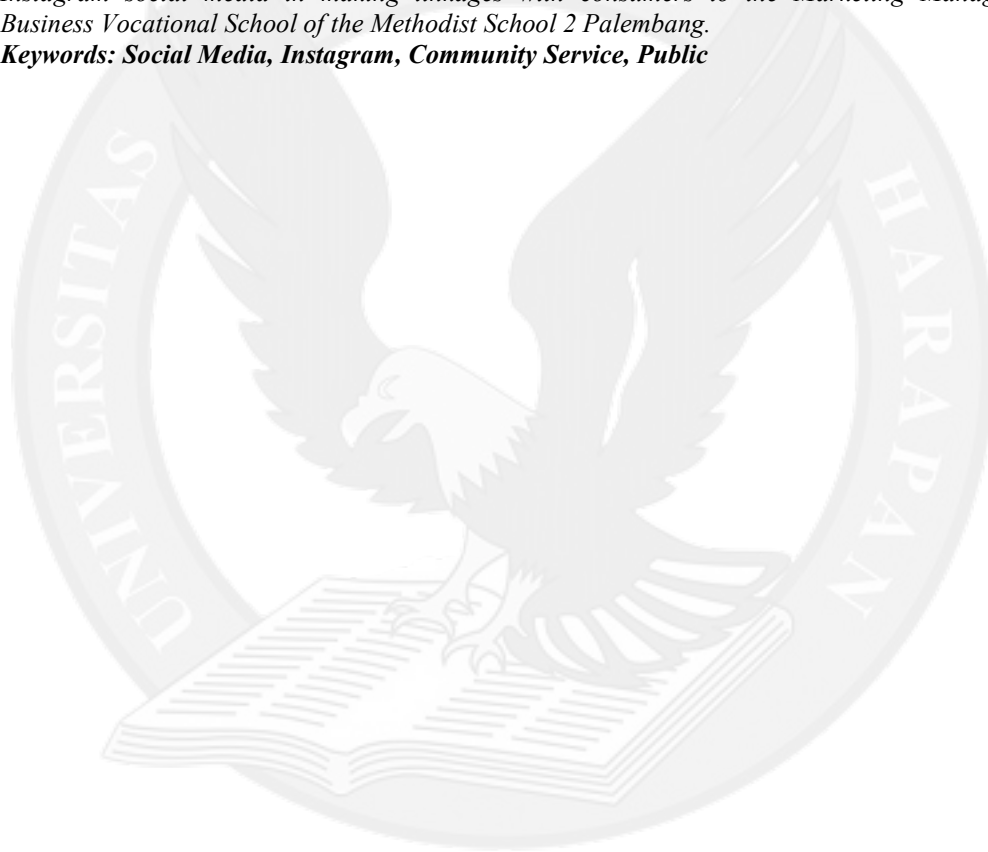 Instagram social media in making linkages with consumers to the Marketing Manag
Business Vocational School of the Methodist School 2 Palembang.
Keywords: Social Media, Instagram, Community Service, Public
UNIVERSITAS HARAPAN